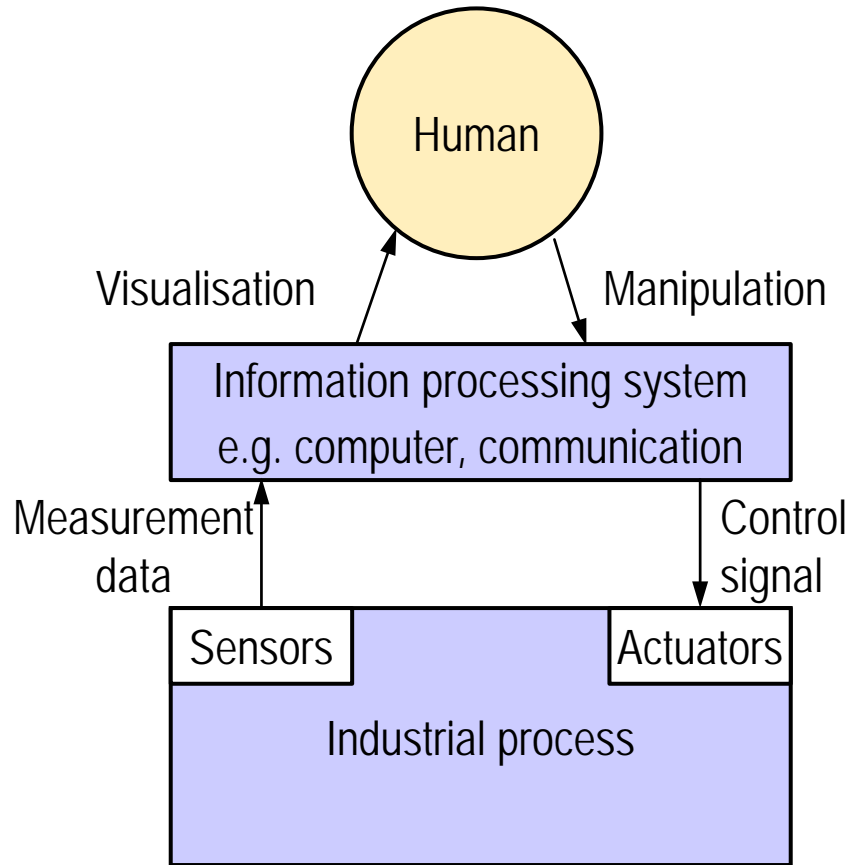 Human
Visualisation
Manipulation
Information processing system
e.g. computer, communication
Measurement
data
Control
signal
Sensors
Actuators
Industrial process